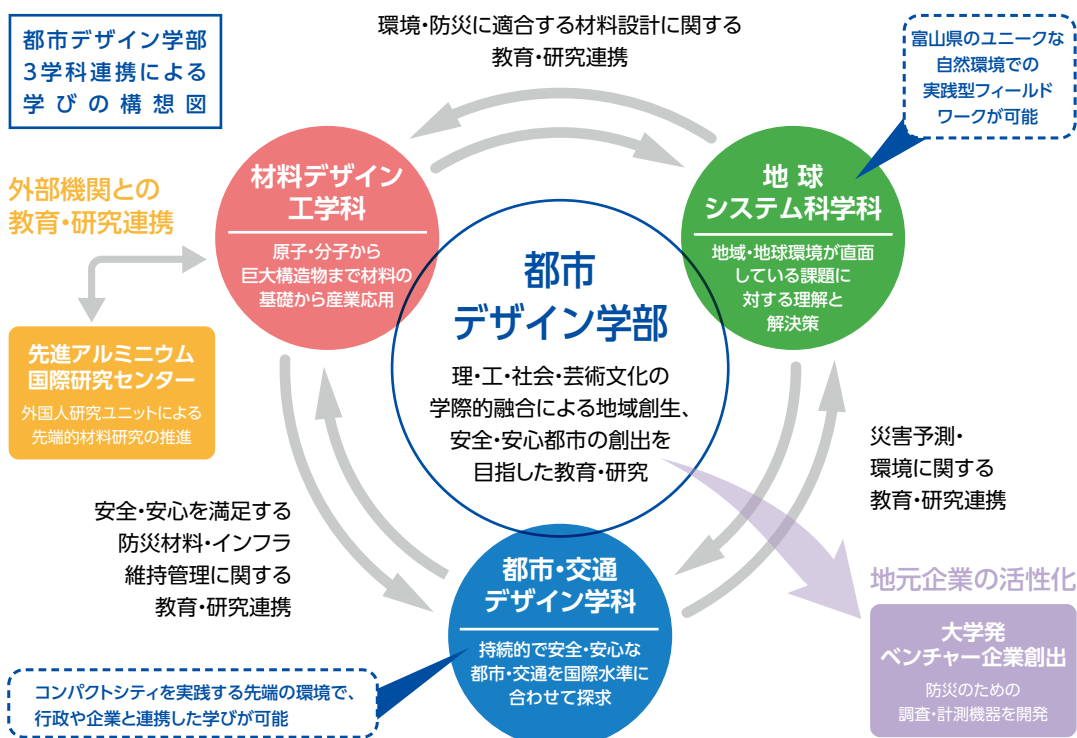 都市デザイン学部
3学科連携による
学びの構想図
環境・防災に適合する材料設計に関する
教育・研究連携
富山県のユニークな
自然環境での
実践型フィールド
ワークが可能
外部機関との
教育・研究連携
材料デザイン
工学科
原子・分子から
巨大構造物まで材料の
基礎から産業応用
地球
システム科学科
地域・地球環境が直面
している課題に
対する理解と
解決策
都市
デザイン学部
理・工・社会・芸術文化の
学際的融合による地域創生、
安全・安心都市の創出を
目指した教育・研究
先進アルミニウム
国際研究センター
外国人研究ユニットによる
先端的材料研究の推進
災害予測・
環境に関する
教育・研究連携
安全・安心を満足する
防災材料・インフラ
維持管理に関する
教育・研究連携
都市・交通
デザイン学科
持続的で安全・安心な
都市・交通を国際水準に
合わせて探求
地元企業の活性化
大学発
ベンチャー企業創出
防災のための
調査・計測機器を開発
コンパクトシティを実践する先端の環境で、
行政や企業と連携した学びが可能